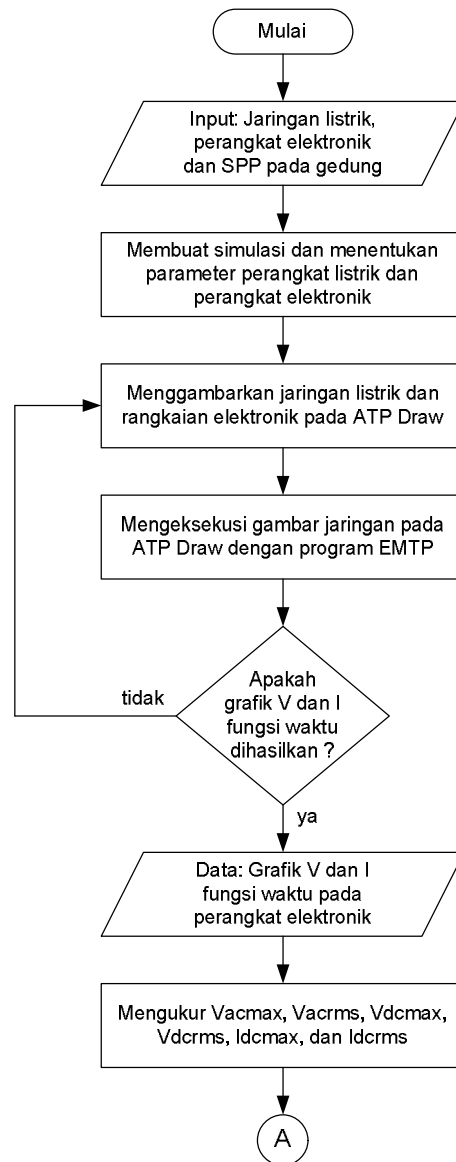 Mulai
Input: Jaringan listrik,
perangkat elektronik
dan SPP pada gedung
Membuat simulasi dan menentukan
parameter perangkat listrik dan
perangkat elektronik
Menggambarkan jaringan listrik dan
rangkaian elektronik pada ATP Draw
Mengeksekusi gambar jaringan pada
ATP Draw dengan program EMTP
Apakah
grafik V dan I
fungsi waktu
dihasilkan ?
tidak
ya
Data: Grafik V dan I
fungsi waktu pada
perangkat elektronik
Mengukur Vacmax, Vacrms, Vdcmax,
Vdcrms, Idcmax, dan Idcrms
A